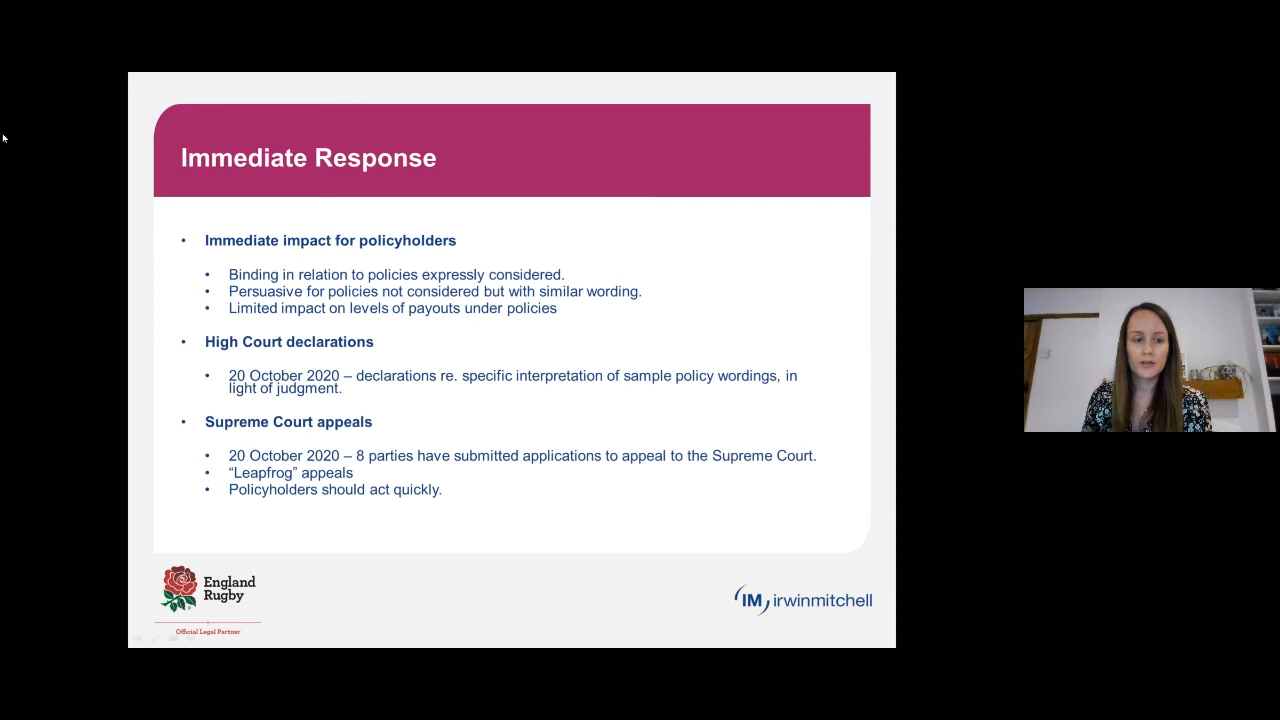 Immediate Response
• Immediate impact for policyholders
• Binding in relation to policies expressly considered.
• Persuasive for policies not considered but with similar wording.
• Limited impact on levels of payouts under policies
• High Court declarations
• 20 October 2020 – declarations re. specific interpretation of sample policy wordings, in
light of judgment.
• Supreme Court appeals
• 20 October 2020 – 8 parties have submitted applications to appeal to the Supreme Court.
• “Leapfrog” appeals
• Policyholders should act quickly.
England
Rugby
Official Legal Partner
IM irwinmitchell